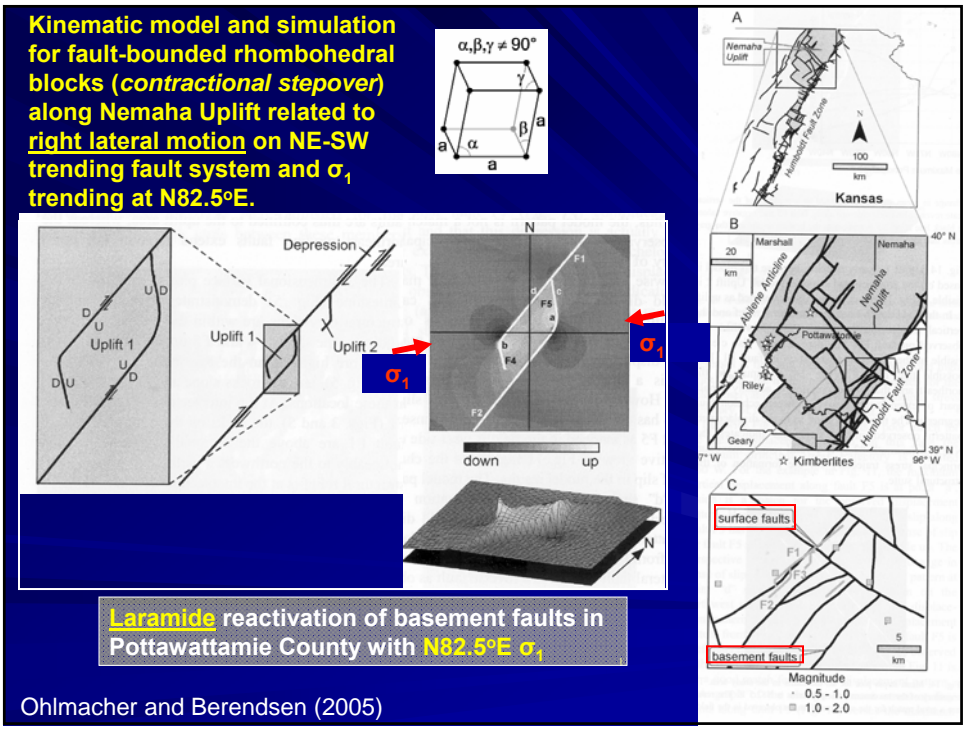 Kinematic model and simulation
for fault-bounded rhombohedral
blocks (contractional stepover)
along Nemaha Uplift related to
right lateral motion on NE-SW
trending fault system and σ1
trending at N82.5oE.
α,β,γ ≠ 90°
γ
a
β
a
α
a
D
U
D
U
Uplift 1
U
D
U
D
Depression
Uplift 1
Uplift 2
N
F1
d
c
F5
a
b
F4
F2
σ1
σ1
down
up
N
Laramide reactivation of basement faults in
Pottawattamie County with N82.5oE σ1
Ohlmacher and Berendsen (2005)
A
Nemaha
Uplift
Humboldt Fault Zone
N
100
km
Kansas
B
40° N
Marshall
Nemaha
20
km
Abilene Anticline
Nemaha
Uplift
Pottawatomie
Riley
Humboldt Fault Zone
Geary
39° N
7° W
96° W
☆ Kimberlites
C
surface faults
F1
F3
F2
5
km
basement faults
Magnitude
0.5 - 1.0
1.0 - 2.0